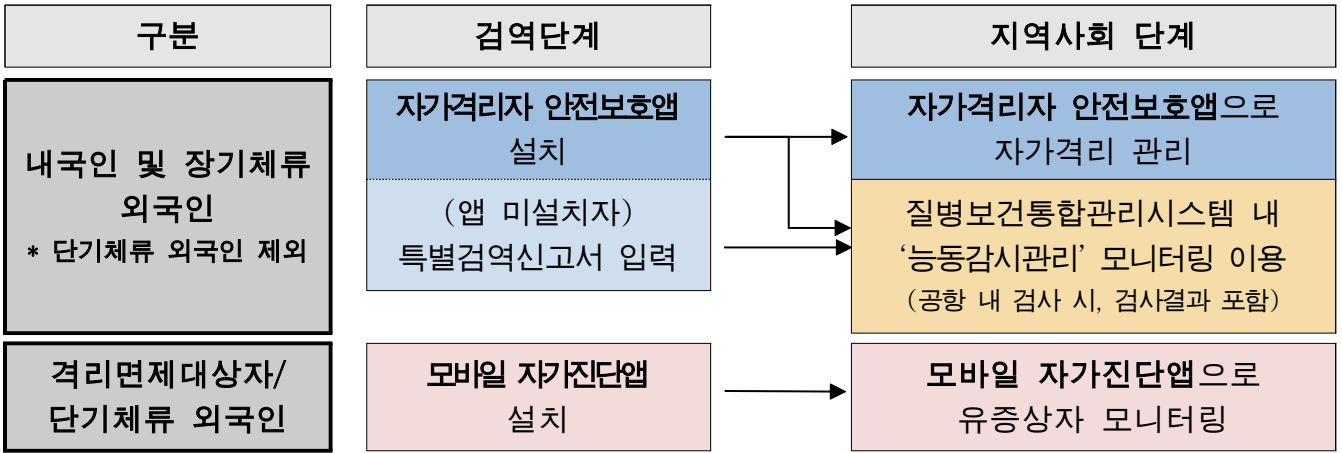 구분
검역단계
지역사회 단계
내국인 및 장기체류
외국인
* 단기체류 외국인 제외
자가격리자 안전보호앱
설치
(앱 미설치자)
특별검역신고서 입력
자가격리자 안전보호앱으로
자가격리 관리
질병보건통합관리시스템 내
‘능동감시관리’ 모니터링 이용
(공항 내 검사 시, 검사결과 포함)
격리면제대상자/
단기체류 외국인
모바일 자가진단앱
설치
모바일 자가진단앱으로
유증상자 모니터링